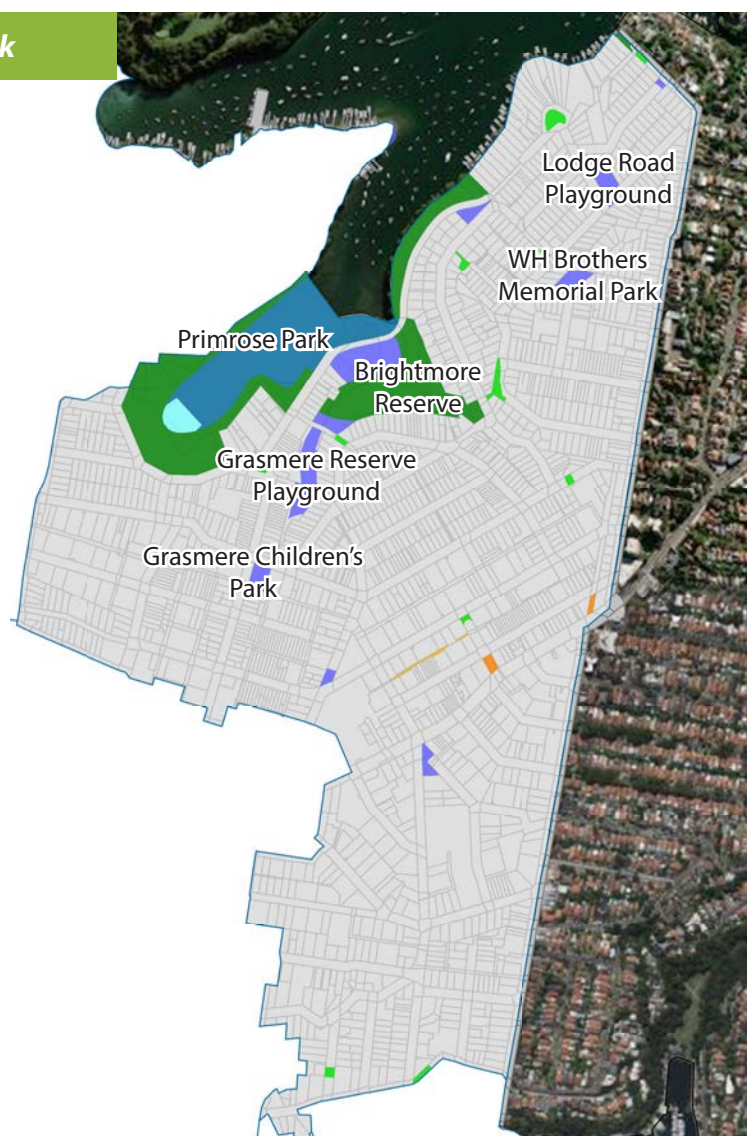 k
Lodge Road
Playground
WH Brothers
Memorial Park
Primrose Park
Brightmore
Reserve
Grasmere Reserve
Playground
Grasmere Children's
Park